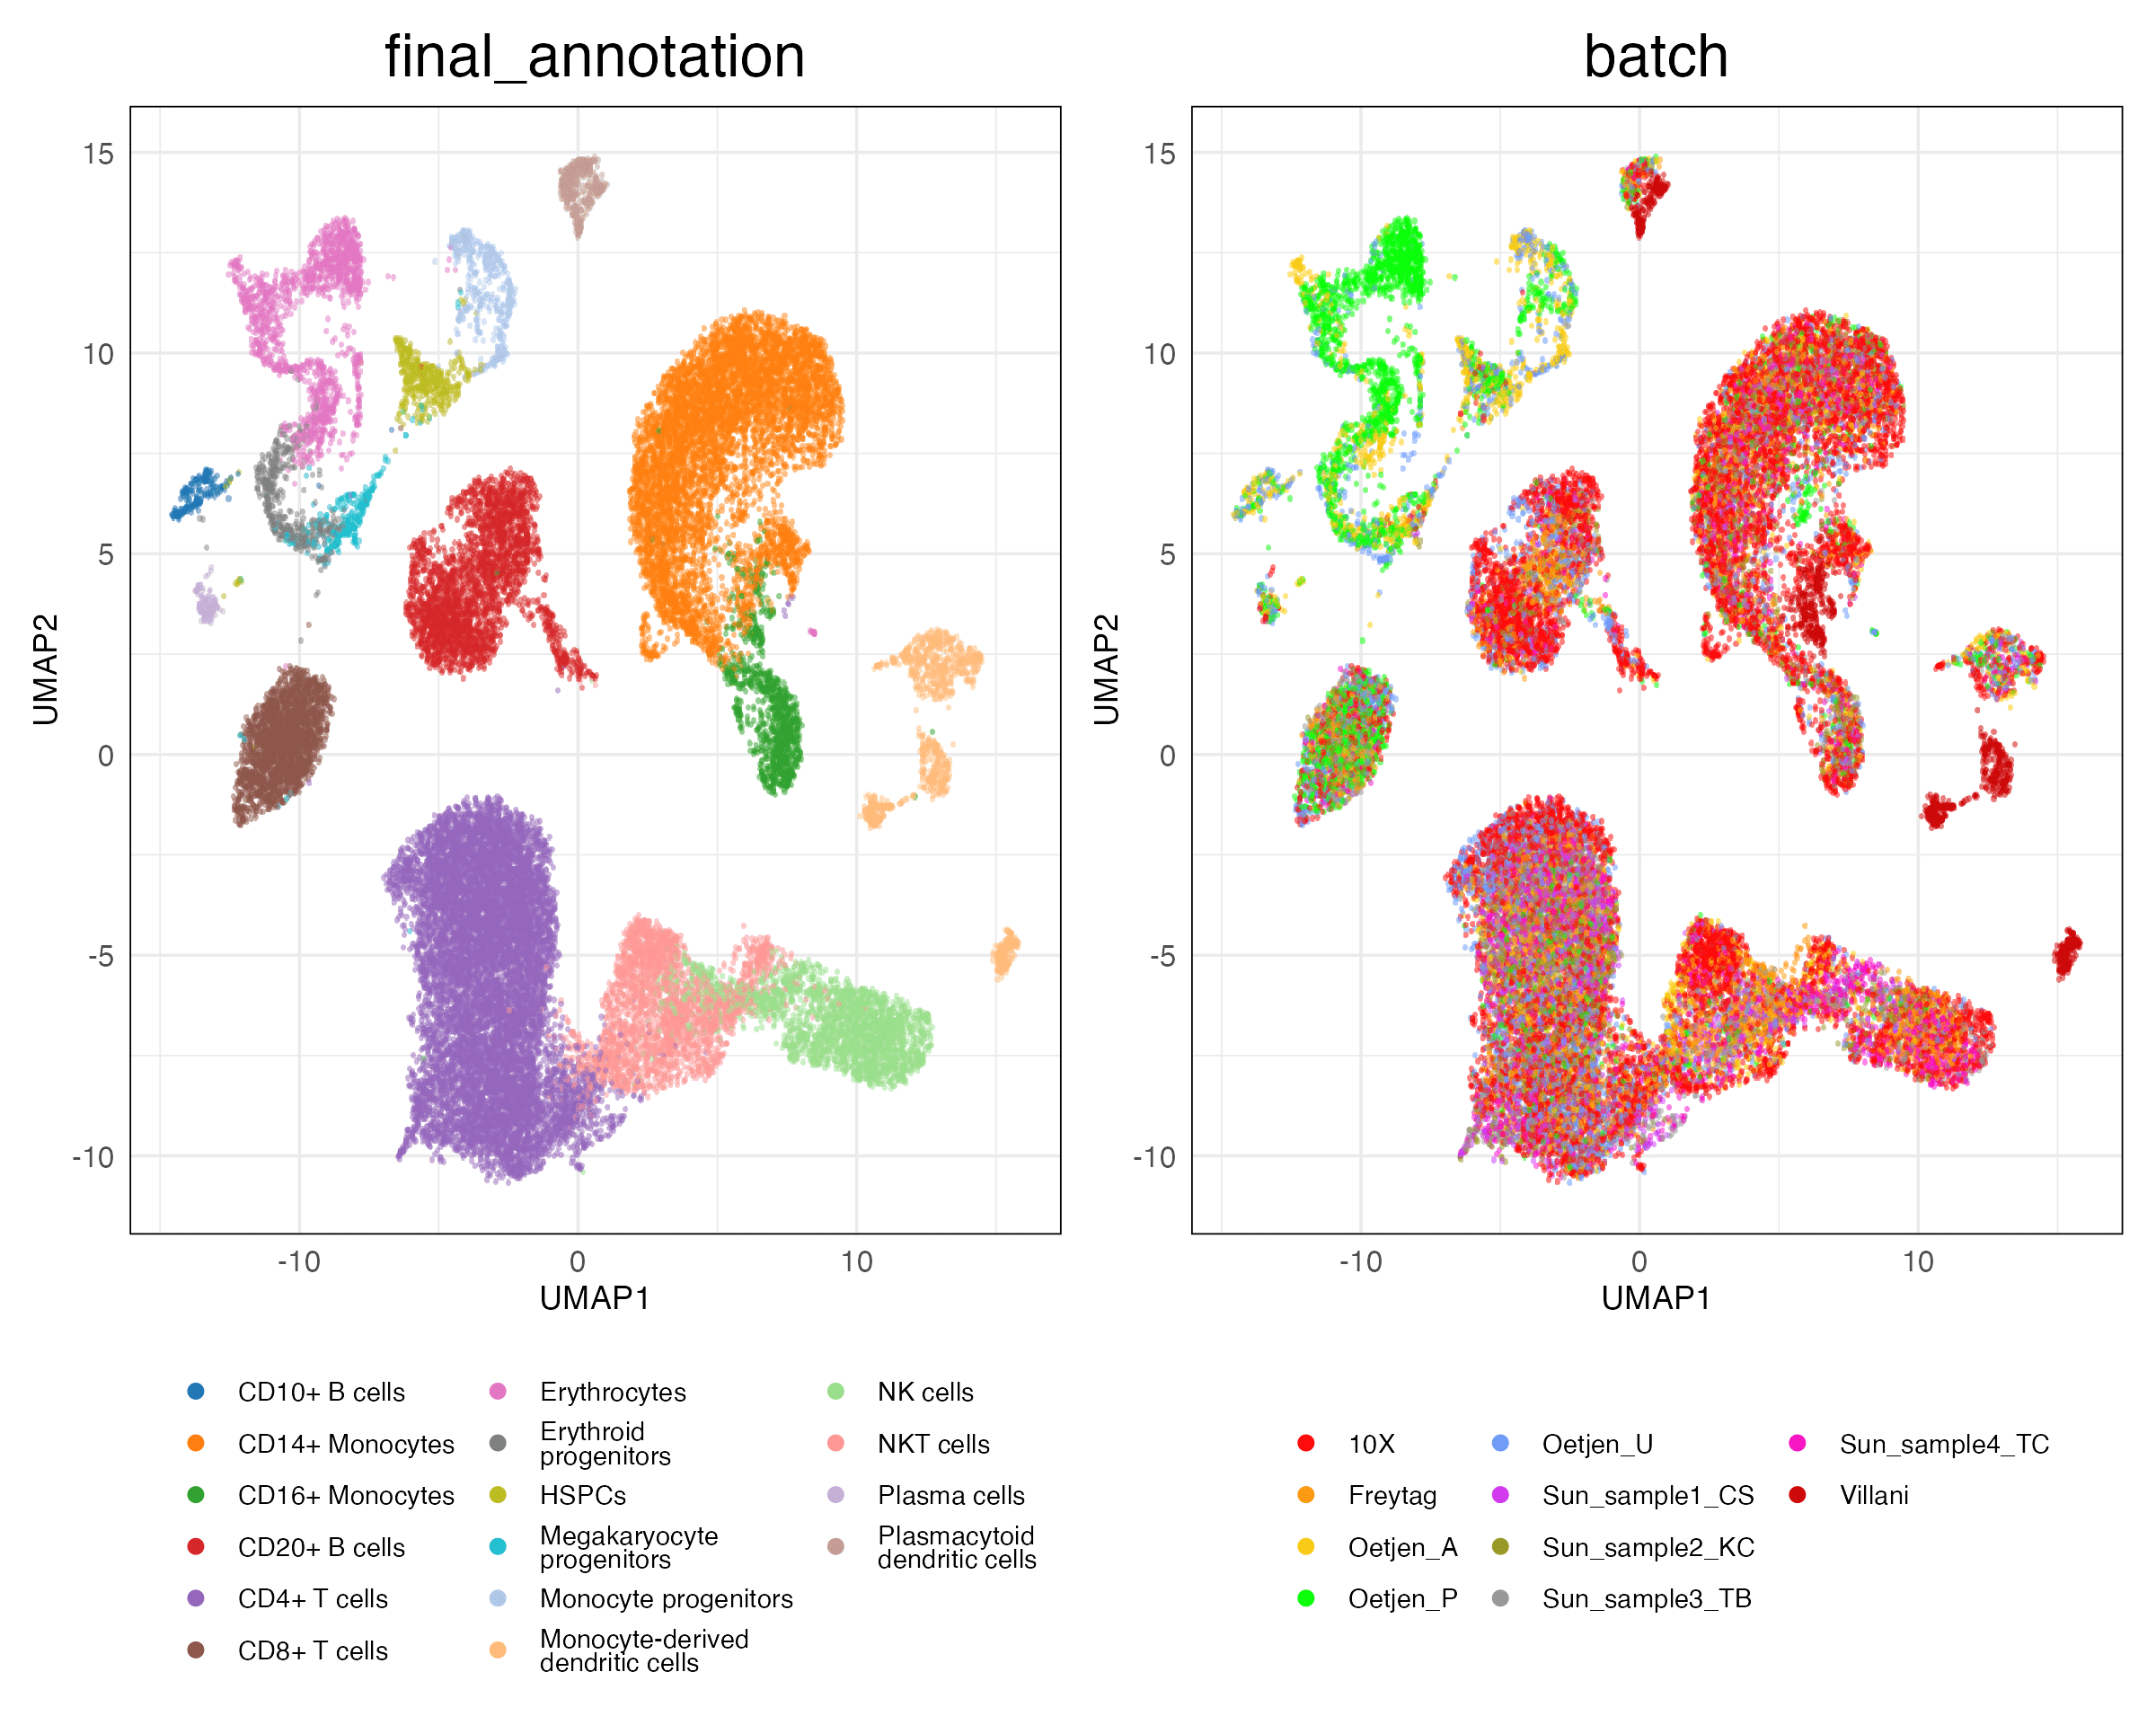 final_annotation
15
10
5
0
-5
-10
UMAP2
-10
0
10
UMAP1
CD10+ B cells
CD14+ Monocytes
CD16+ Monocytes
CD20+ B cells
CD4+ T cells
CD8+ T cells
Erythrocytes
Erythroid
progenitors
HSPCs
Megakaryocyte
progenitors
Monocyte progenitors
Monocyte-derived
dendritic cells
NK cells
NKT cells
Plasma cells
Plasmacytoid
dendritic cells
batch
15
10
5
0
-5
-10
UMAP2
-10
0
10
UMAP1
10X
Freytag
Oetjen_A
Oetjen_P
Oetjen_U
Sun_sample1_CS
Sun_sample2_KC
Sun_sample3_TB
Sun_sample4_TC
Villani